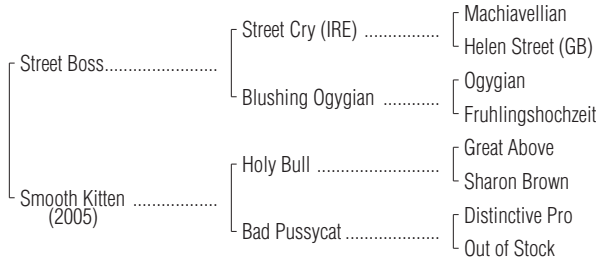 Machiavellian
Street Cry (IRE) ................
Helen Street (GB)
Street Boss........................
Ogygian
Blushing Ogygian ............
Fruhlingshochzeit
Great Above
Holy Bull ..........................
Sharon Brown
Smooth Kitten ..................
(2005)
Distinctive Pro
Bad Pussycat....................
Out of Stock